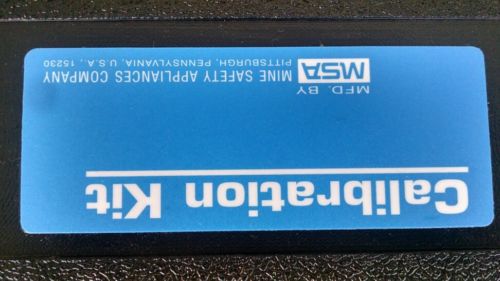 Calibration Kit
MFD. BY
MSA MINE SAFETY APPLIANCES COMPANY
PITTSBURGH, PENNSYLVANIA, U.S.A., 15230